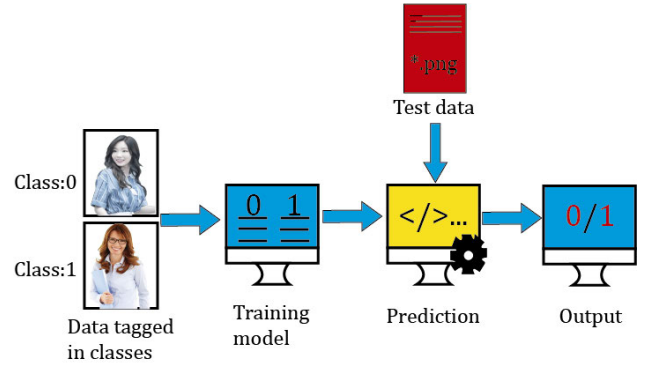 *.png
Test data
Class:0
0 1
</>...
0/1
Class:1
Data tagged
in classes
Training
model
Prediction
Output